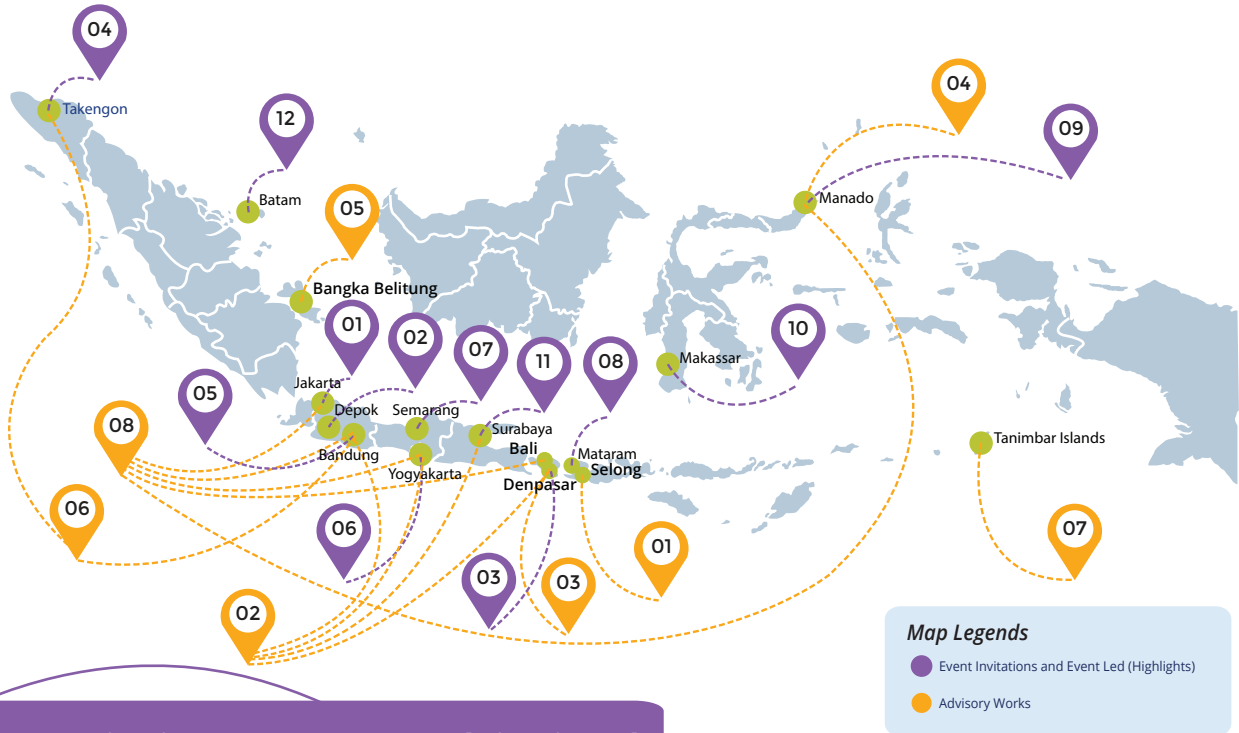 04
Takengon
12
Batam
04
09
Manado
05
Bangka Belitung
01
02
07
11
08
10
Makassar
Jakarta
05
Depok
Semarang
08
Bandung
Surabaya
Bali
Mataram
Selong
Yogyakarta
Denpasar
Tanimbar Islands
06
06
03
03
01
07
02
Map Legends
Event Invitations and Event Led (Highlights)
Advisory Works